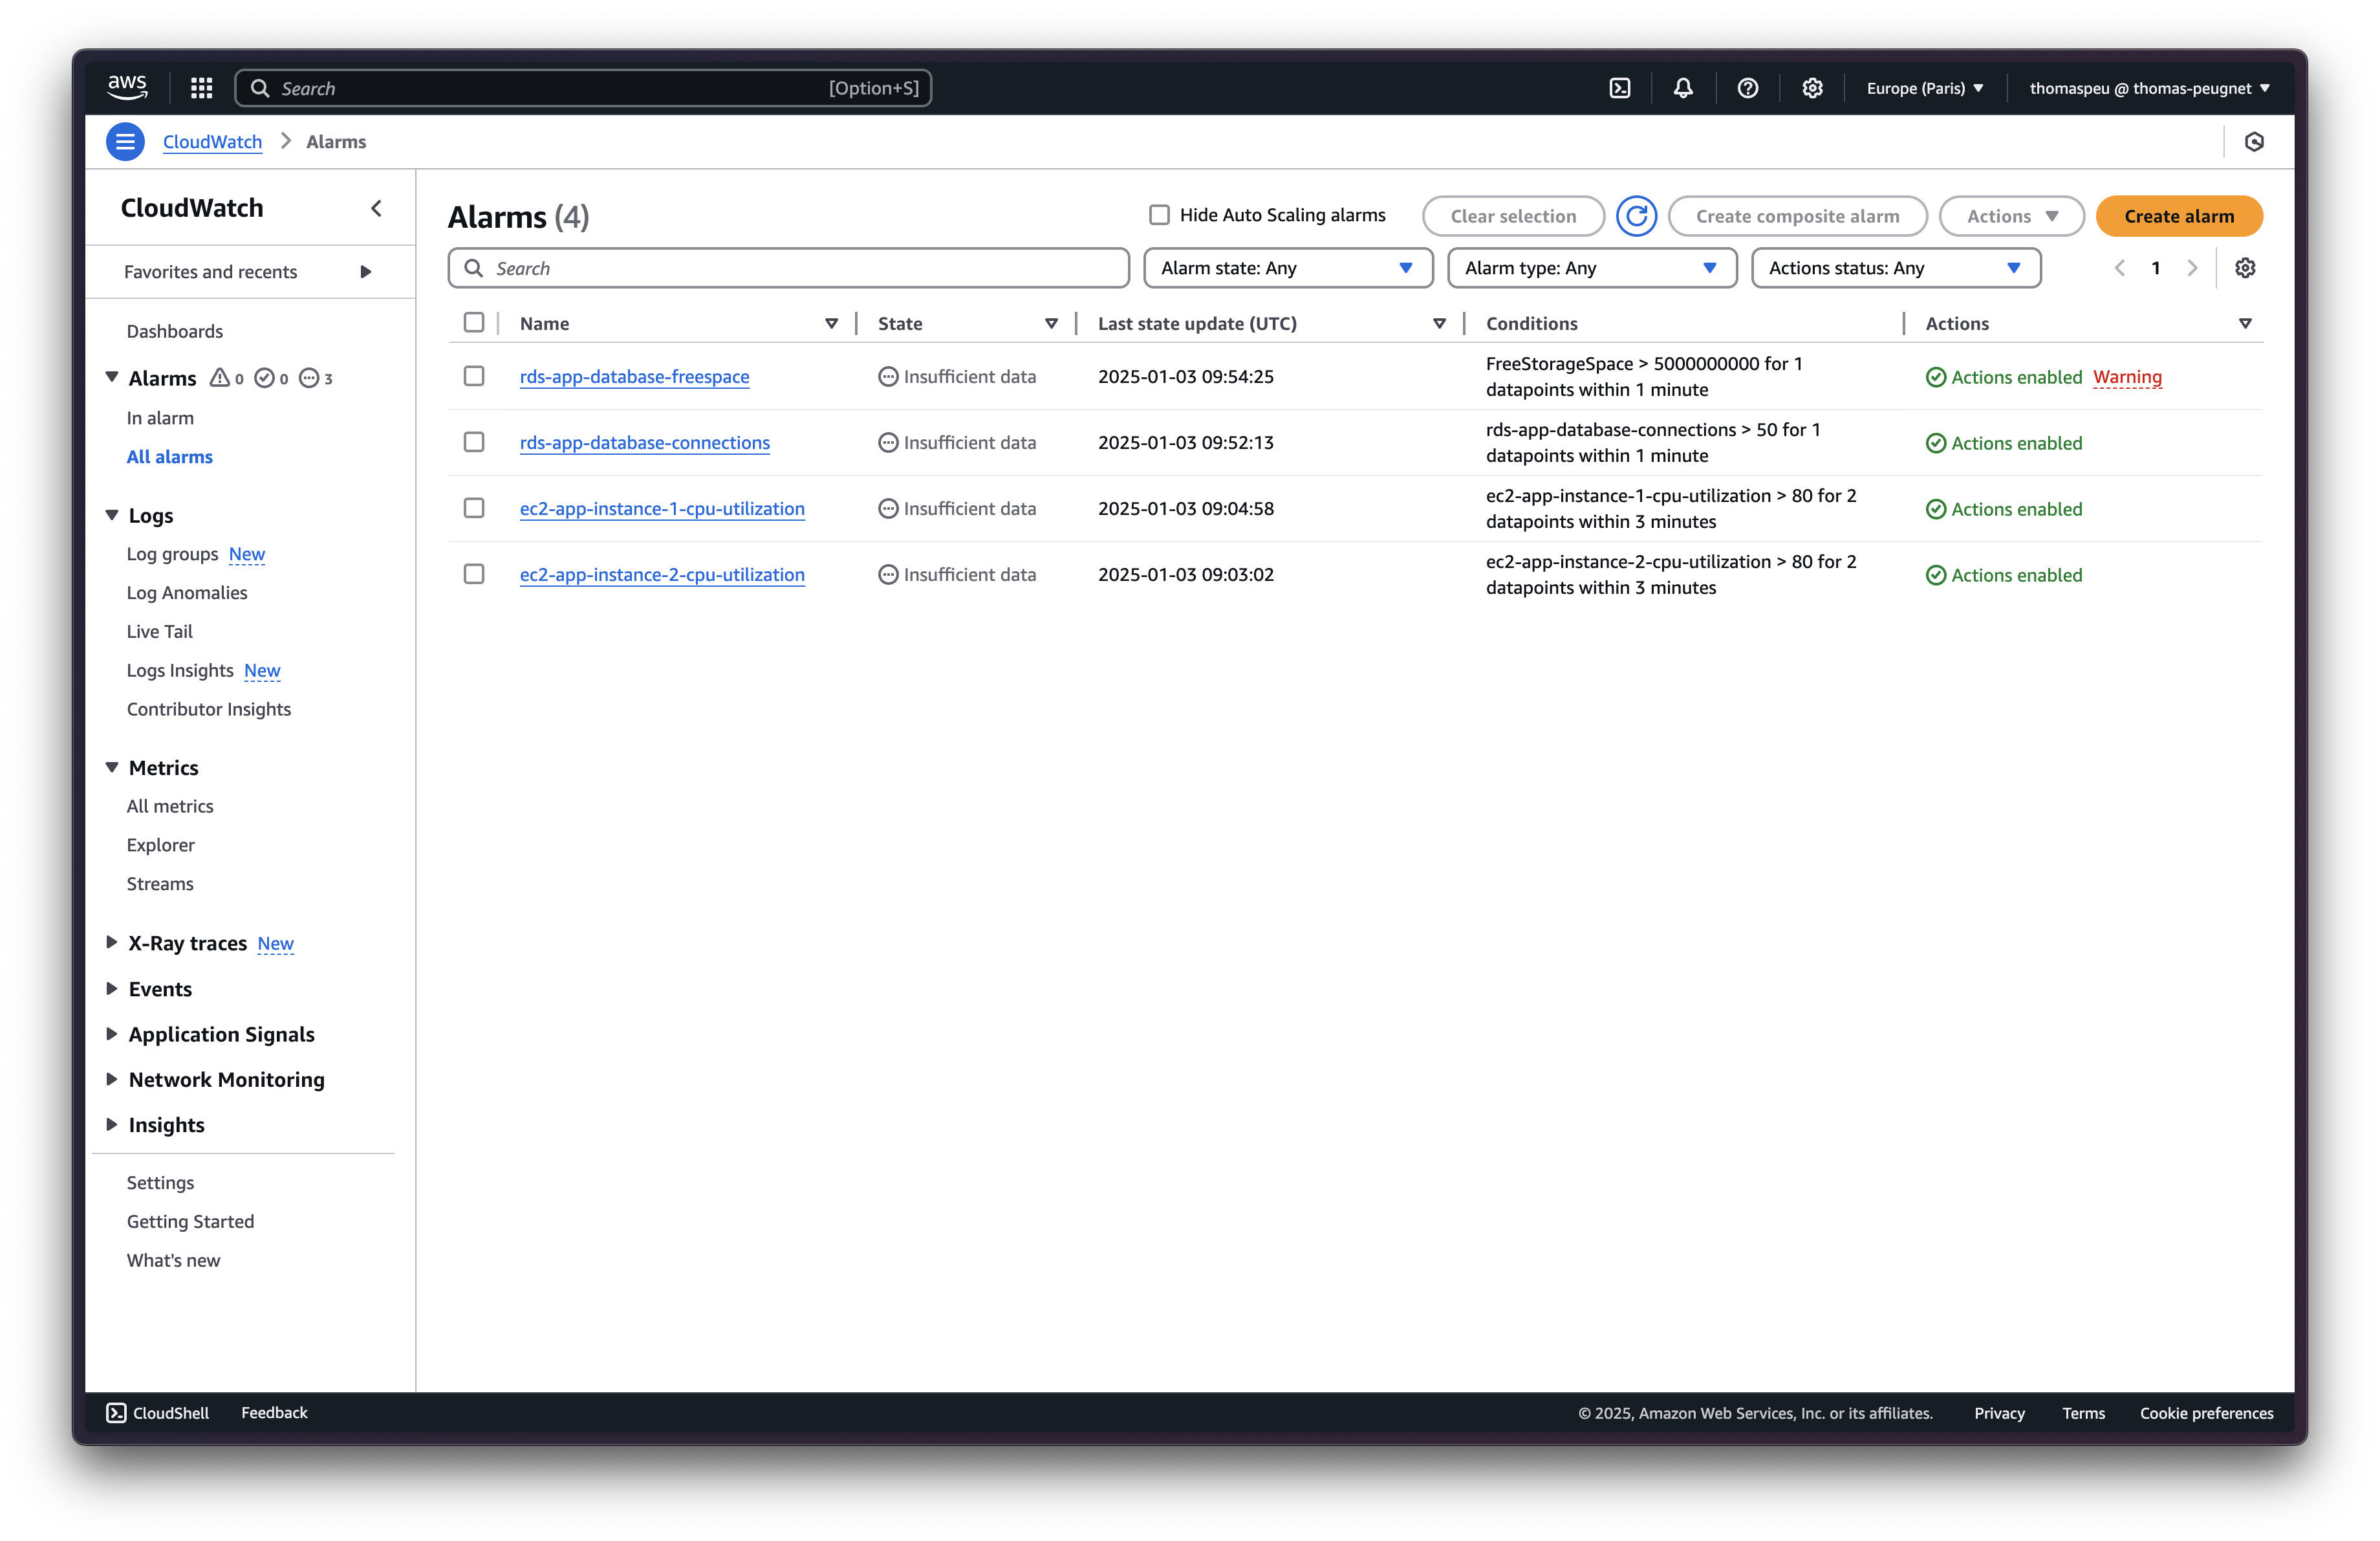 aws
Search [Option+S]
Europe (Paris)
thomaspeu @ thomas-peugnet
CloudWatch > Alarms
CloudWatch
Favorites and recents
Dashboards
Alarms 0 0 3
In alarm
All alarms
Logs
Log groups New
Log Anomalies
Live Tail
Logs Insights New
Contributor Insights
Metrics
All metrics
Explorer
Streams
X-Ray traces New
Events
Application Signals
Network Monitoring
Insights
Settings
Getting Started
What's new
Alarms (4)
Hide Auto Scaling alarms
Clear selection
Create composite alarm
Actions
Create alarm
Search
Alarm state: Any
Alarm type: Any
Actions status: Any
1
Name State Last state update (UTC) Conditions Actions
rds-app-database-freespace Insufficient data 2025-01-03 09:54:25 FreeStorageSpace > 5000000000 for 1
datapoints within 1 minute
Actions enabled Warning
rds-app-database-connections Insufficient data 2025-01-03 09:52:13 rds-app-database-connections > 50 for 1
datapoints within 1 minute
Actions enabled
ec2-app-instance-1-cpu-utilization Insufficient data 2025-01-03 09:04:58 ec2-app-instance-1-cpu-utilization > 80 for 2
datapoints within 3 minutes
Actions enabled
ec2-app-instance-2-cpu-utilization Insufficient data 2025-01-03 09:03:02 ec2-app-instance-2-cpu-utilization > 80 for 2
datapoints within 3 minutes
Actions enabled
CloudShell
Feedback
© 2025, Amazon Web Services, Inc. or its affiliates.
Privacy
Terms
Cookie preferences